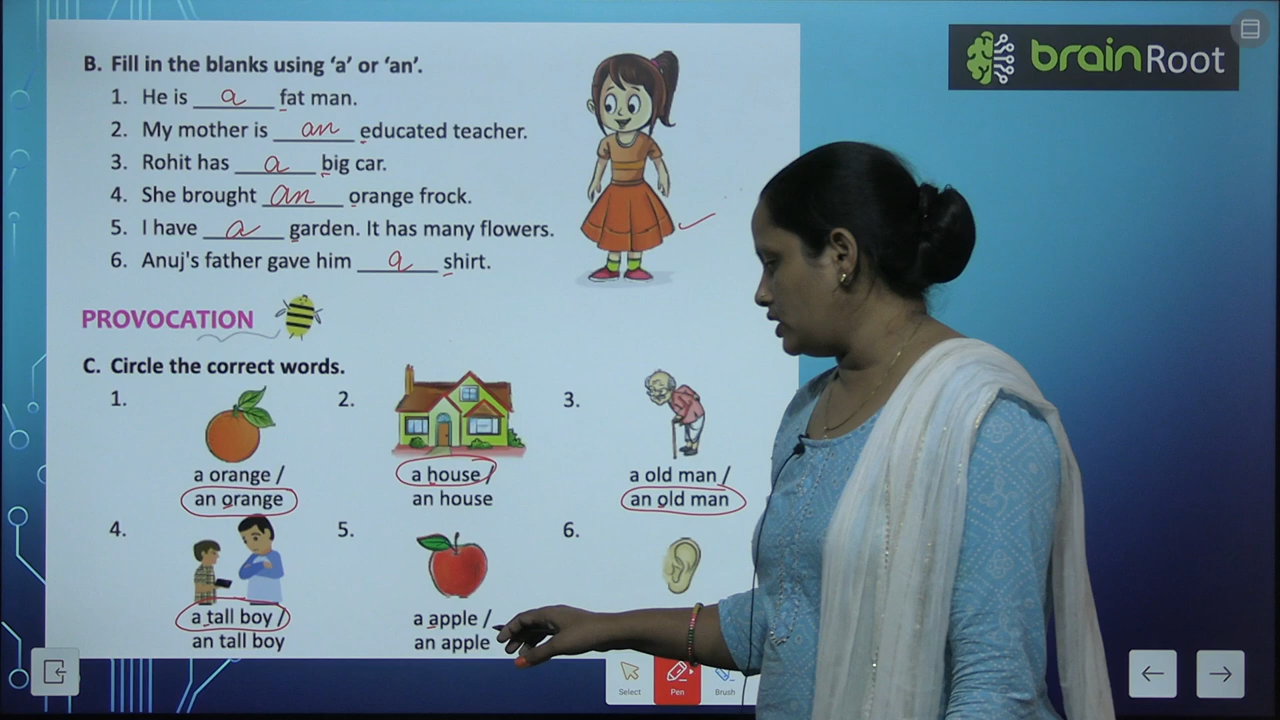 brainRoot
B. Fill in the blanks using ‘a’ or ‘an’.
1. He is a fat man.
2. My mother is an educated teacher.
3. Rohit has a big car.
4. She brought an orange frock.
5. I have a garden. It has many flowers.
6. Anuj's father gave him a shirt.
PROVOCATION
C. Circle the correct words.
1. 2. 3.
a orange / a house / a old man /
an orange an house an old man
4. 5. 6.
a tall boy / a apple /
an tall boy an apple
Select Pen Brush